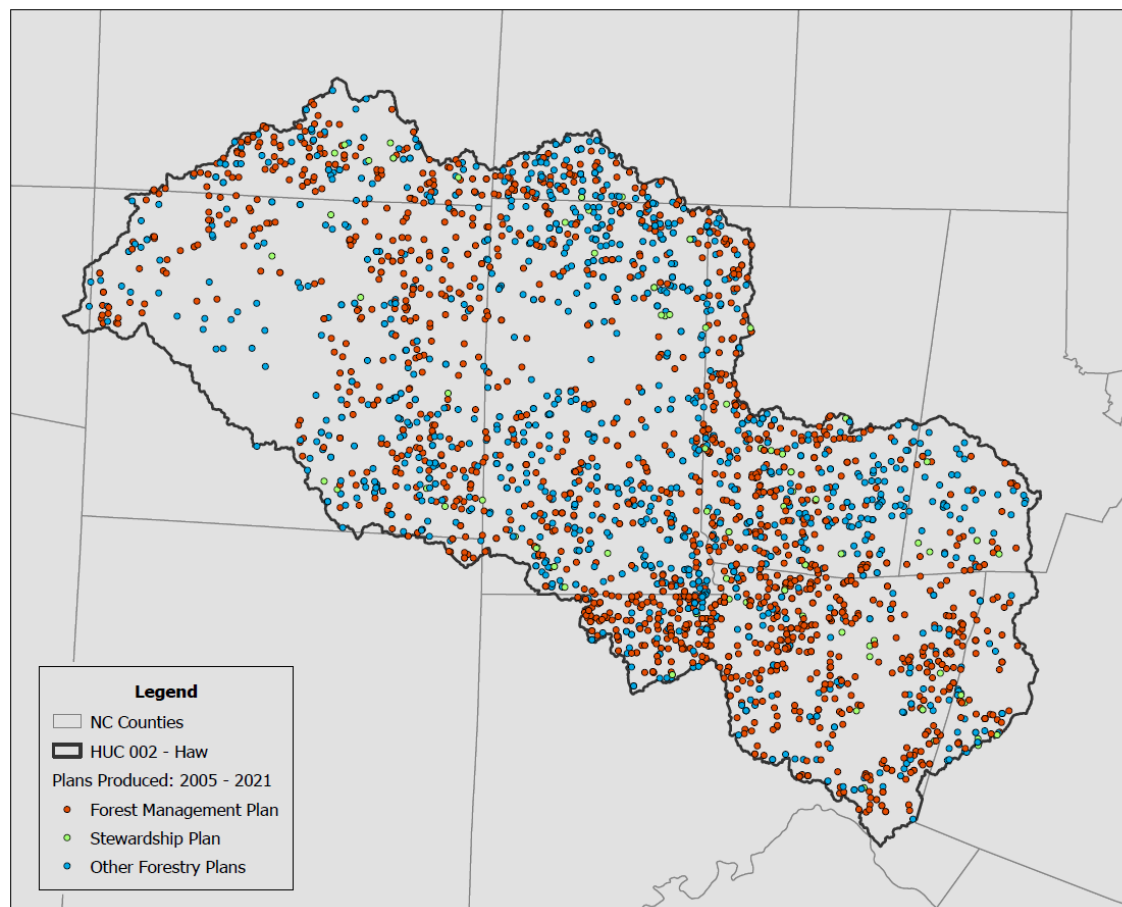 Legend
NC Counties
HUC 002 - Haw
Plans Produced: 2005 - 2021
Forest Management Plan
Stewardship Plan
Other Forestry Plans